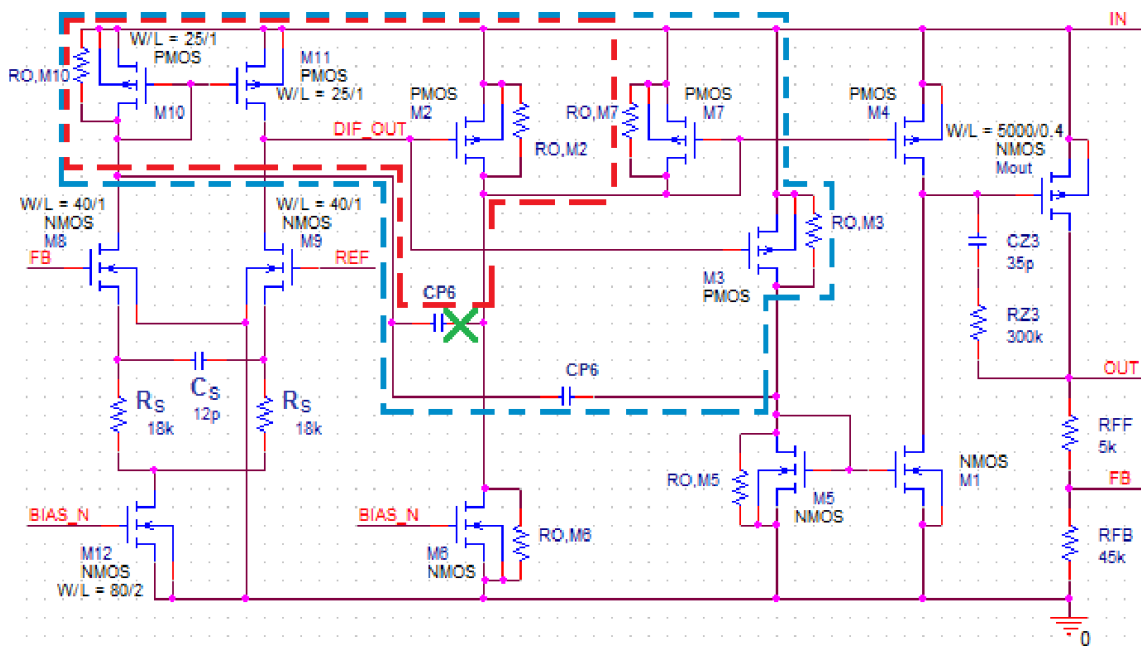 IN
W/L = 25/1
PMOS
RO,M10
M10
M11
PMOS
W/L = 25/1
PMOS
M2
RO,M2
DIF_OUT
RO,M7
PMOS
M7
PMOS
M4
W/L = 5000/0.4
NMOS
Mout
W/L = 40/1
NMOS
M8
FB
W/L = 40/1
NMOS
M9
REF
RO,M3
M3
PMOS
CP6
CZ3
35p
RZ3
300k
CP6
OUT
RS
18k
CS
12p
RS
18k
RFF
5k
FB
RO,M5
M5
NMOS
NMOS
M1
BIAS_N
M12
NMOS
W/L = 80/2
BIAS_N
M6
NMOS
RO,M6
RFB
45k
0